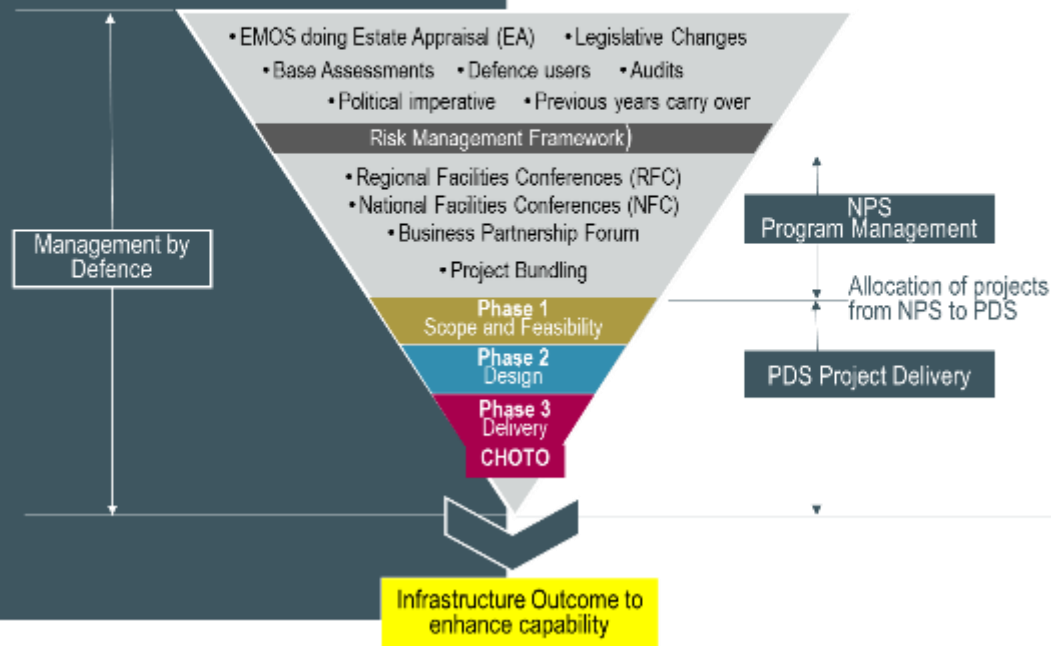 • EMOS doing Estate Appraisal (EA) • Legislative Changes
• Base Assessments • Defence users • Audits
• Political imperative • Previous years carry over
Risk Management Framework)
• Regional Facilities Conferences (RFC)
• National Facilities Conferences (NFC)
• Business Partnership Forum
• Project Bundling
Management by
Defence
NPS
Program Management
Allocation of projects
from NPS to PDS
Phase 1
Scope and Feasibility
Phase 2
Design
PDS Project Delivery
Phase 3
Delivery
CHOTO
Infrastructure Outcome to
enhance capability